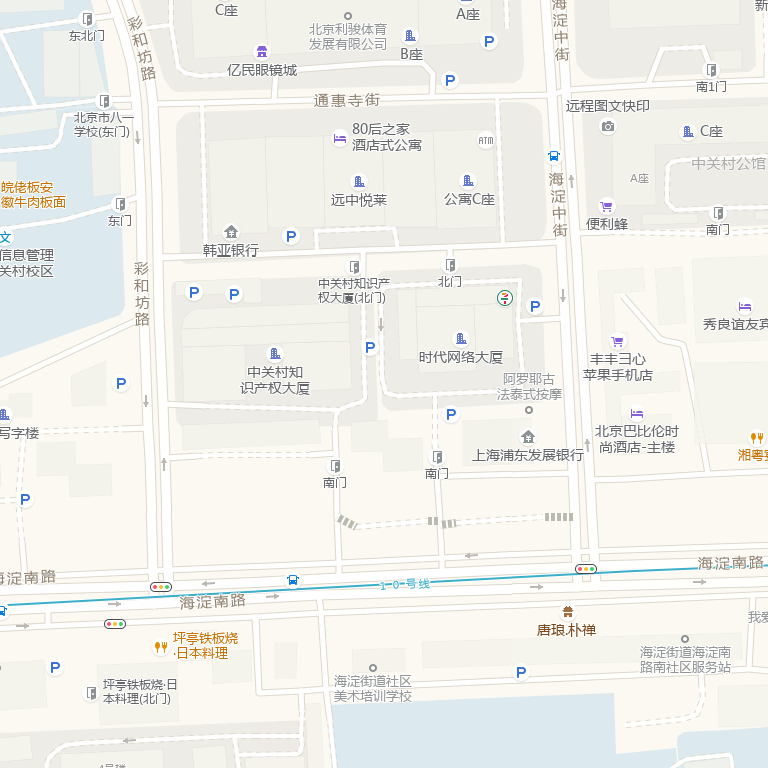 C座
A座
海淀中街
彩和坊路
东北门
北京利骏体育
发展有限公司
B座
P
亿民眼镜城
P
南1门
通惠寺街
远程图文快印
北京市八一
学校(东门)
80后之家
酒店式公寓
ATM
C座
中关村公馆
A座
皖佬板安
徽牛肉板面
远中悦莱
公寓C座
海淀中街
东门
便利蜂
南门
文
信息管理
关村校区
韩亚银行
P
彩和坊路
中关村知识产
权大厦(北门)
北门
P
P
P
秀良谊友宾
时代网络大厦
P
中关村知
识产权大厦
丰丰彐心
苹果手机店
P
阿罗耶古
法泰式按摩
P
写字楼
北京巴比伦时
尚酒店-主楼
上海浦东发展银行
湘粤
南门
南门
P
海淀南路
海淀南路
10号线
海淀南路
唐琅.朴禅
我爱
坪亭铁板烧
·日本料理
P
坪亭铁板烧·日
本料理(北门)
海淀街道社区
美术培训学校
P
海淀街道海淀南
路南社区服务站